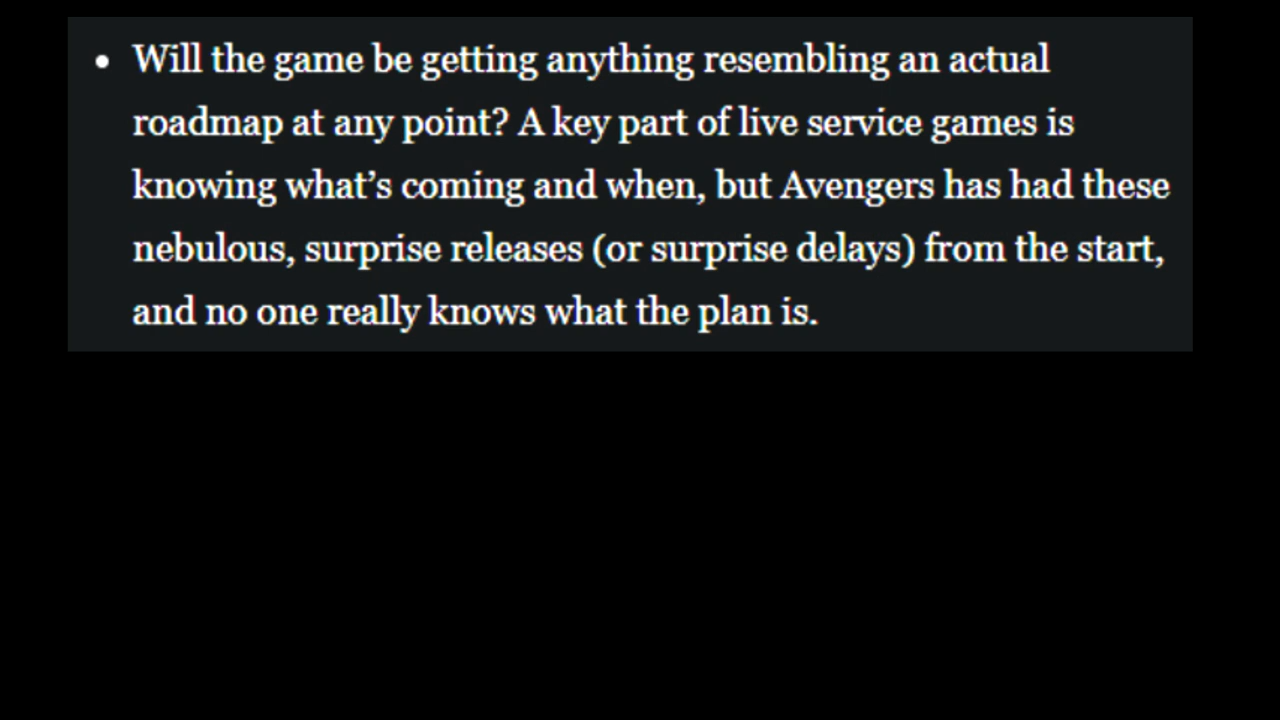 • Will the game be getting anything resembling an actual
roadmap at any point? A key part of live service games is
knowing what’s coming and when, but Avengers has had these
nebulous, surprise releases (or surprise delays) from the start,
and no one really knows what the plan is.